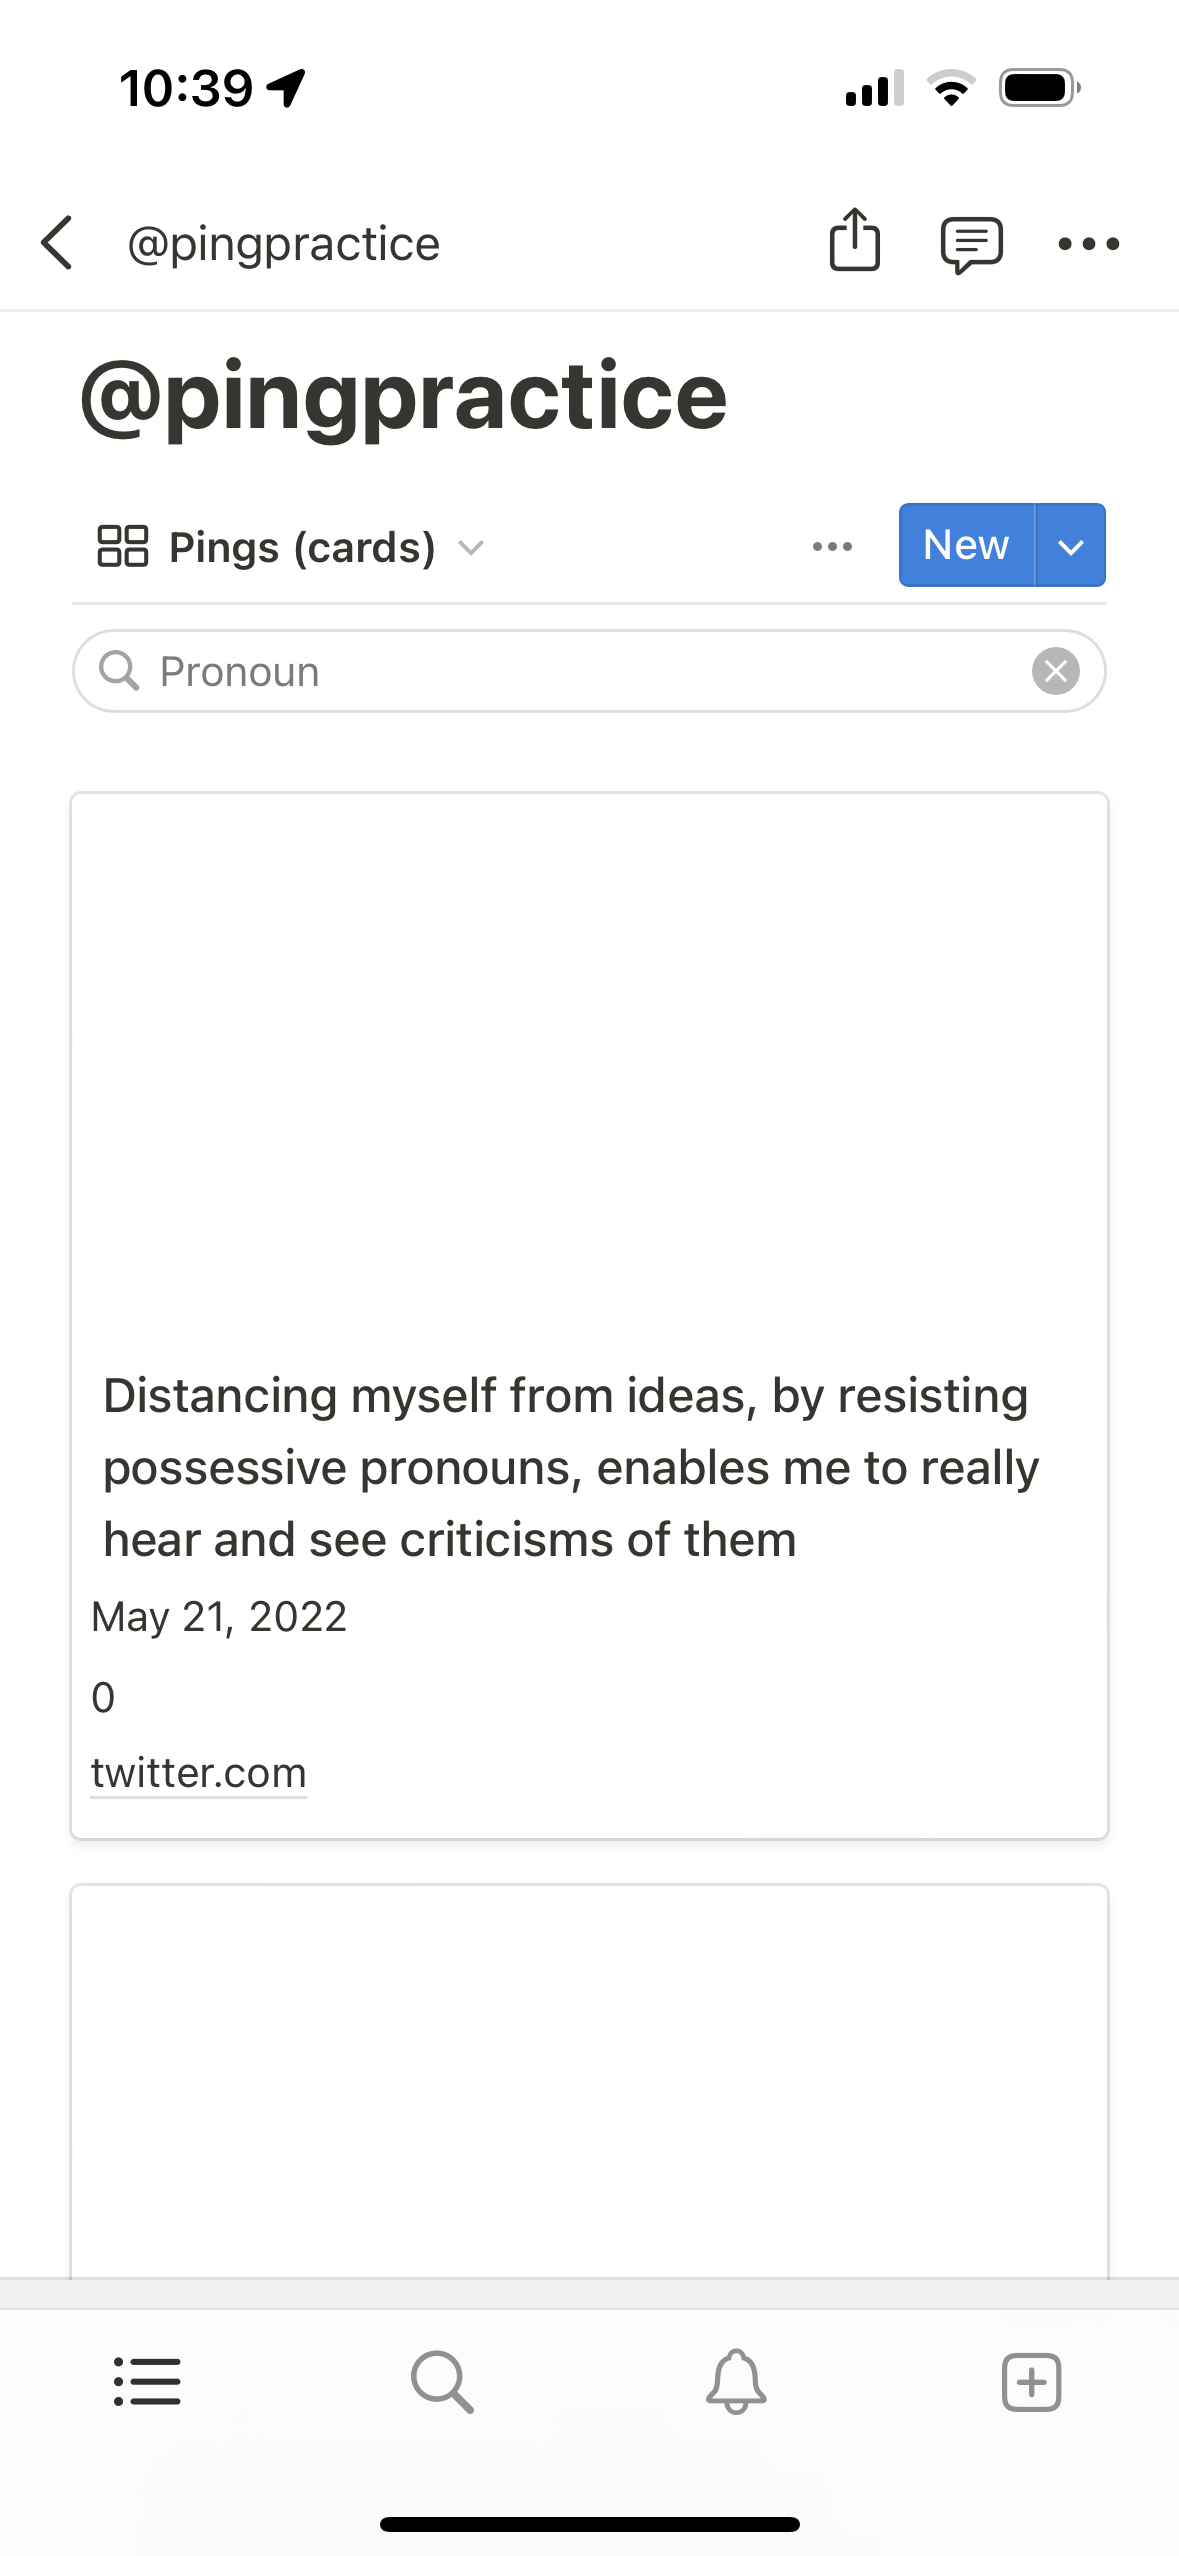 10:39
@pingpractice
@pingpractice
Pings (cards)
New
Pronoun
Distancing myself from ideas, by resisting
possessive pronouns, enables me to really
hear and see criticisms of them
May 21, 2022
0
twitter.com